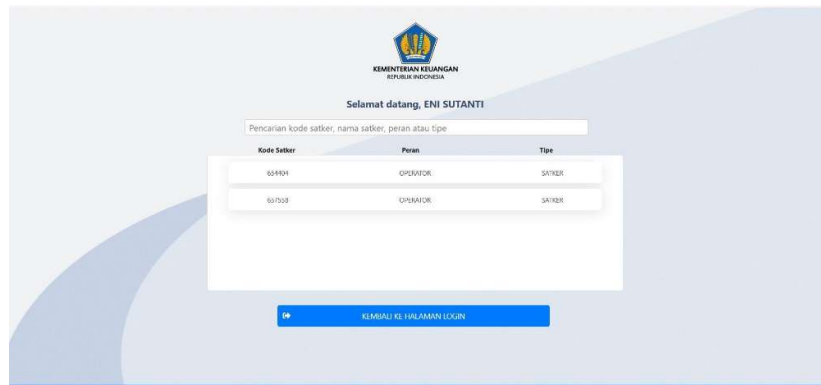 KEMENTERIAN KEUANGAN
REPUBLIK INDONESIA
Selamat datang, ENI SUTANTI
Pencarian kode satker, nama satker, peran atau tipe
Kode Satker Peran Tipe
654404 OPERATOR SATKER
657558 OPERATOR SATKER
KEMBALI KE HALAMAN LOGIN